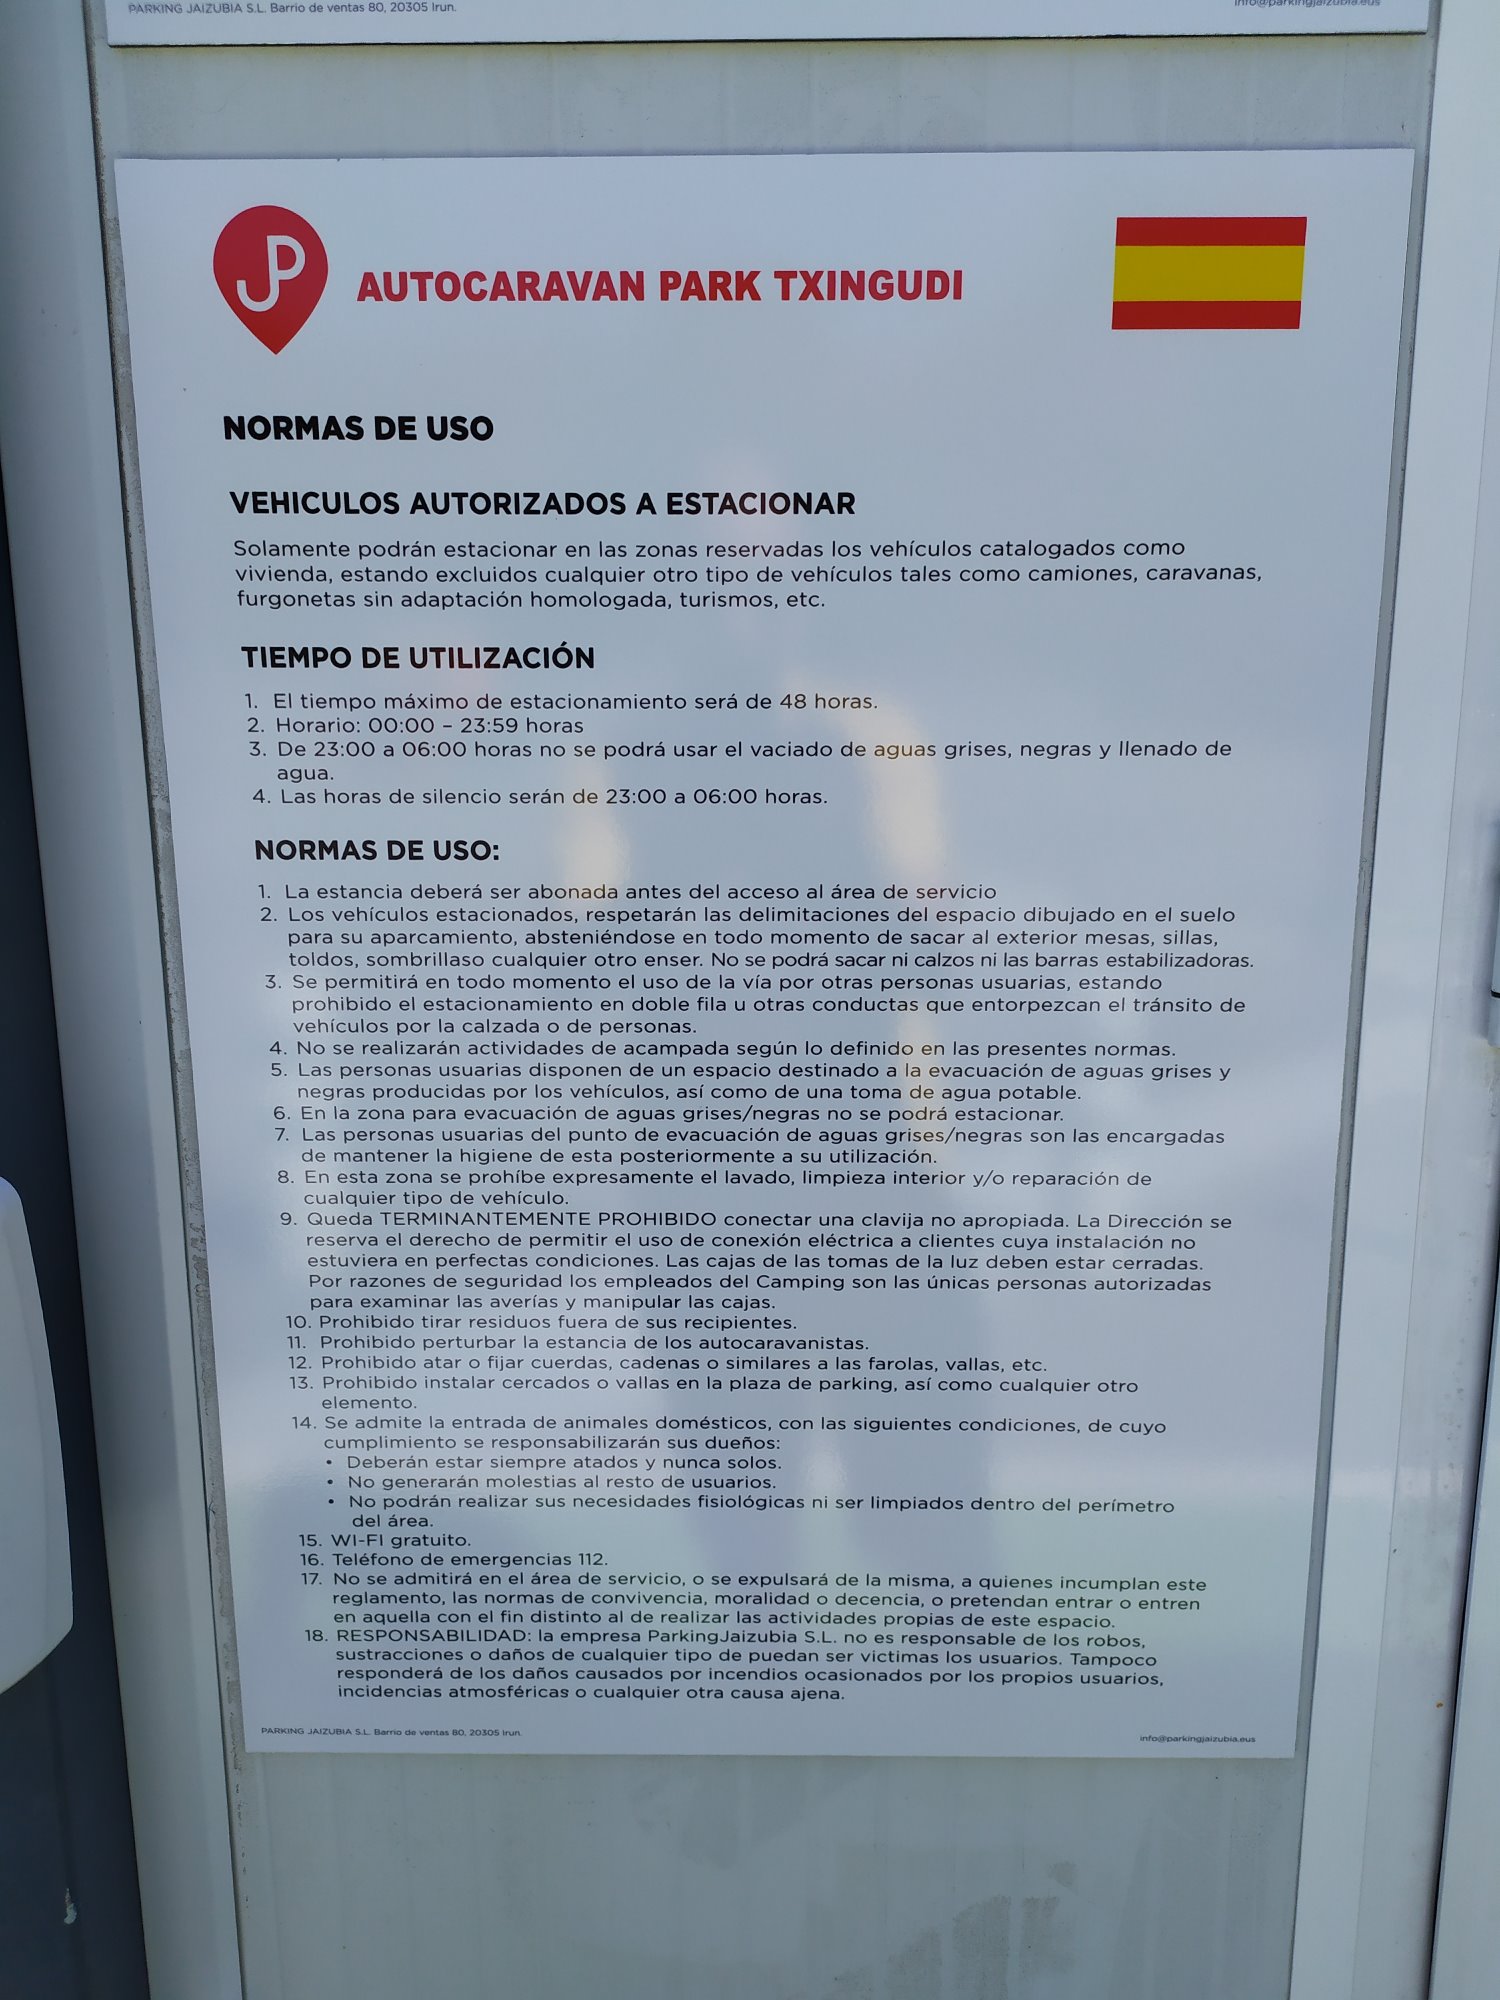 PARKING JAIZUBIA S.L. Barrio de ventas 80, 20305 Irun.
info@parkingjaizubia.eus
JP
AUTOCARAVAN PARK TXINGUDI
NORMAS DE USO
VEHICULOS AUTORIZADOS A ESTACIONAR
Solamente podrán estacionar en las zonas reservadas los vehículos catalogados como
vivienda, estando excluidos cualquier otro tipo de vehículos tales como camiones, caravanas,
furgonetas sin adaptación homologada, turismos, etc.
TIEMPO DE UTILIZACIÓN
1. El tiempo máximo de estacionamiento será de 48 horas.
2. Horario: 00:00 – 23:59 horas
3. De 23:00 a 06:00 horas no se podrá usar el vaciado de aguas grises, negras y llenado de
agua.
4. Las horas de silencio serán de 23:00 a 06:00 horas.
NORMAS DE USO:
1. La estancia deberá ser abonada antes del acceso al área de servicio
2. Los vehículos estacionados, respetarán las delimitaciones del espacio dibujado en el suelo
para su aparcamiento, absteniéndose en todo momento de sacar al exterior mesas, sillas,
toldos, sombrillaso cualquier otro enser. No se podrá sacar ni calzos ni las barras estabilizadoras.
3. Se permitirá en todo momento el uso de la vía por otras personas usuarias, estando
prohibido el estacionamiento en doble fila u otras conductas que entorpezcan el tránsito de
vehículos por la calzada o de personas.
4. No se realizarán actividades de acampada según lo definido en las presentes normas.
5. Las personas usuarias disponen de un espacio destinado a la evacuación de aguas grises y
negras producidas por los vehículos, así como de una toma de agua potable.
6. En la zona para evacuación de aguas grises/negras no se podrá estacionar.
7. Las personas usuarias del punto de evacuación de aguas grises/negras son las encargadas
de mantener la higiene de esta posteriormente a su utilización.
8. En esta zona se prohíbe expresamente el lavado, limpieza interior y/o reparación de
cualquier tipo de vehículo.
9. Queda TERMINANTEMENTE PROHIBIDO conectar una clavija no apropiada. La Dirección se
reserva el derecho de permitir el uso de conexión eléctrica a clientes cuya instalación no
estuviera en perfectas condiciones. Las cajas de las tomas de la luz deben estar cerradas.
Por razones de seguridad los empleados del Camping son las únicas personas autorizadas
para examinar las averías y manipular las cajas.
10. Prohibido tirar residuos fuera de sus recipientes.
11. Prohibido perturbar la estancia de los autocaravanistas.
12. Prohibido atar o fijar cuerdas, cadenas o similares a las farolas, vallas, etc.
13. Prohibido instalar cercados o vallas en la plaza de parking, así como cualquier otro
elemento.
14. Se admite la entrada de animales domésticos, con las siguientes condiciones, de cuyo
cumplimiento se responsabilizarán sus dueños:
• Deberán estar siempre atados y nunca solos.
• No generarán molestias al resto de usuarios.
• No podrán realizar sus necesidades fisiológicas ni ser limpiados dentro del perímetro
del área.
15. WI-FI gratuito.
16. Teléfono de emergencias 112.
17. No se admitirá en el área de servicio, o se expulsará de la misma, a quienes incumplan este
reglamento, las normas de convivencia, moralidad o decencia, o pretendan entrar o entren
en aquella con el fin distinto al de realizar las actividades propias de este espacio.
18. RESPONSABILIDAD: la empresa ParkingJaizubia S.L. no es responsable de los robos,
sustracciones o daños de cualquier tipo de puedan ser victimas los usuarios. Tampoco
responderá de los daños causados por incendios ocasionados por los propios usuarios,
incidencias atmosféricas o cualquier otra causa ajena.
PARKING JAIZUBIA S.L. Barrio de ventas 80, 20305 Irun.
info@parkingjaizubia.eus